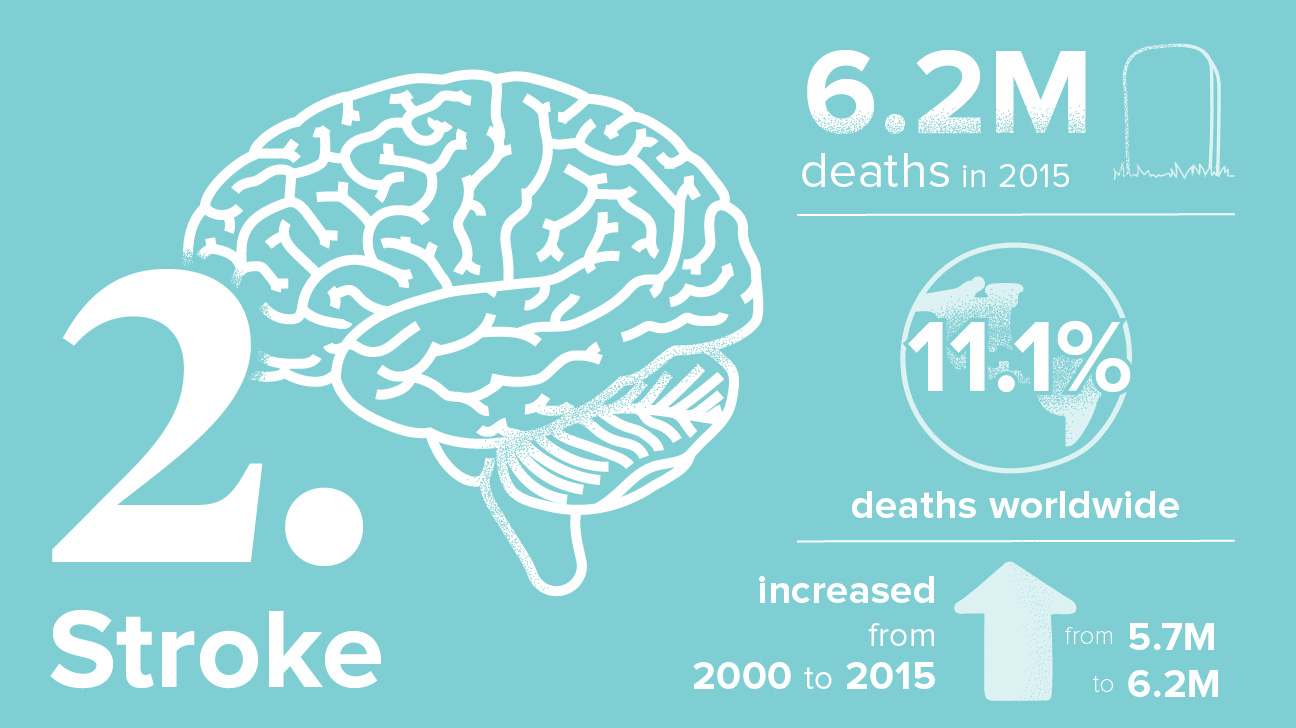 2.
Stroke
6.2M
deaths in 2015
11.1%
deaths worldwide
increased
from
2000 to 2015
from 5.7M
to 6.2M